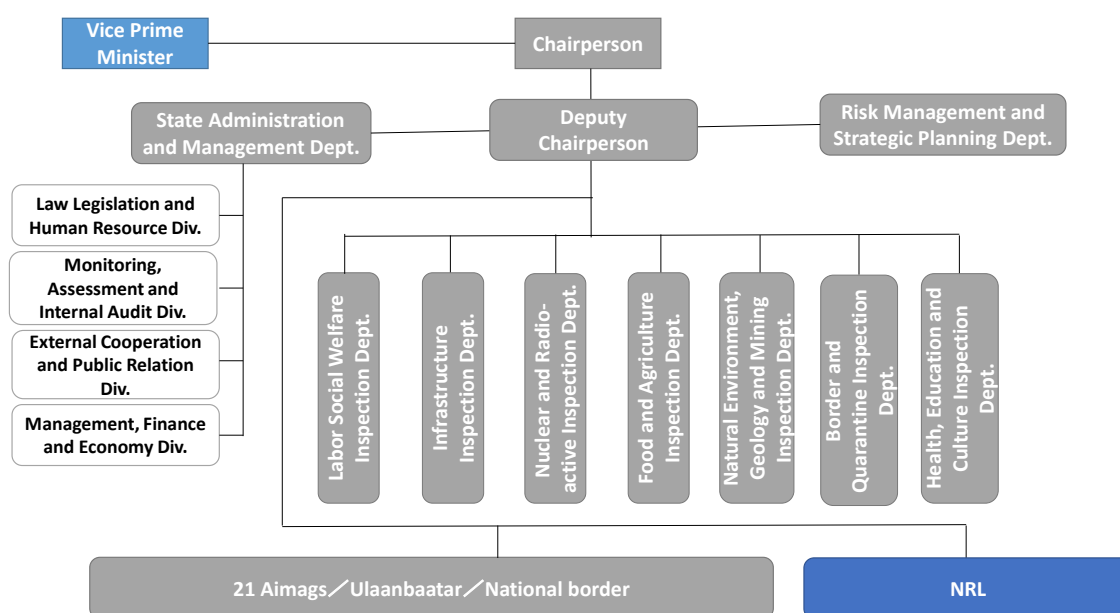 Vice Prime
Minister
Chairperson
State Administration
and Management Dept.
Deputy
Chairperson
Risk Management and
Strategic Planning Dept.
Law Legislation and
Human Resource Div.
Monitoring,
Assessment and
Internal Audit Div.
External Cooperation
and Public Relation
Div.
Management, Finance
and Economy Div.
Labor Social Welfare
Inspection Dept.
Infrastructure
Inspection Dept.
Nuclear and Radio-
active Inspection Dept.
Food and Agriculture
Inspection Dept.
Natural Environment,
Geology and Mining
Inspection Dept.
Border and
Quarantine Inspection
Dept.
Health, Education and
Culture Inspection
Dept.
21 Aimags／Ulaanbaatar／National border
NRL